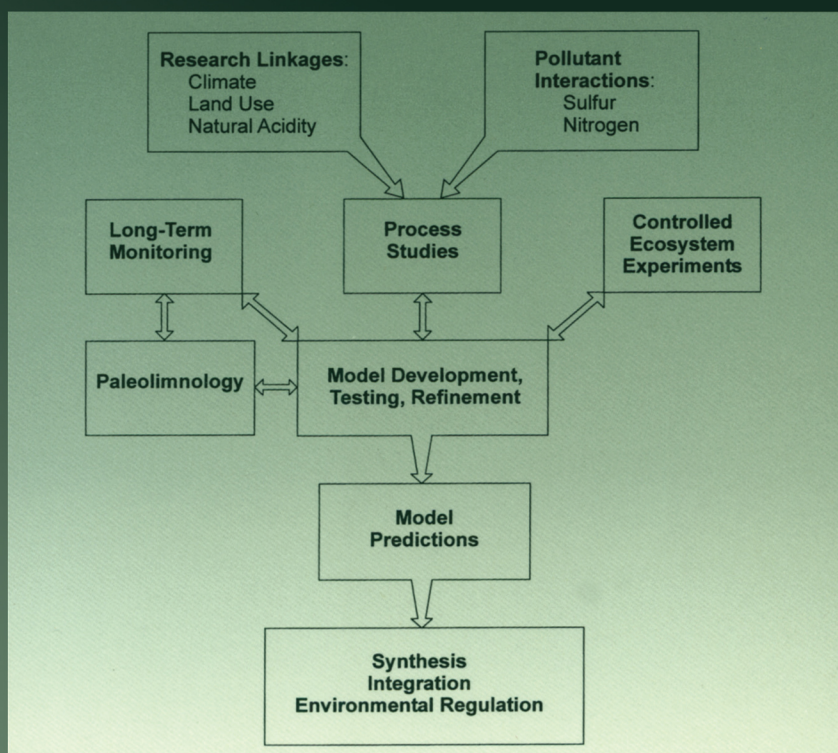 Research Linkages:
Climate
Land Use
Natural Acidity
Pollutant
Interactions:
Sulfur
Nitrogen
Long-Term
Monitoring
Process
Studies
Controlled
Ecosystem
Experiments
Paleolimnology
Model Development,
Testing, Refinement
Model
Predictions
Synthesis
Integration
Environmental Regulation